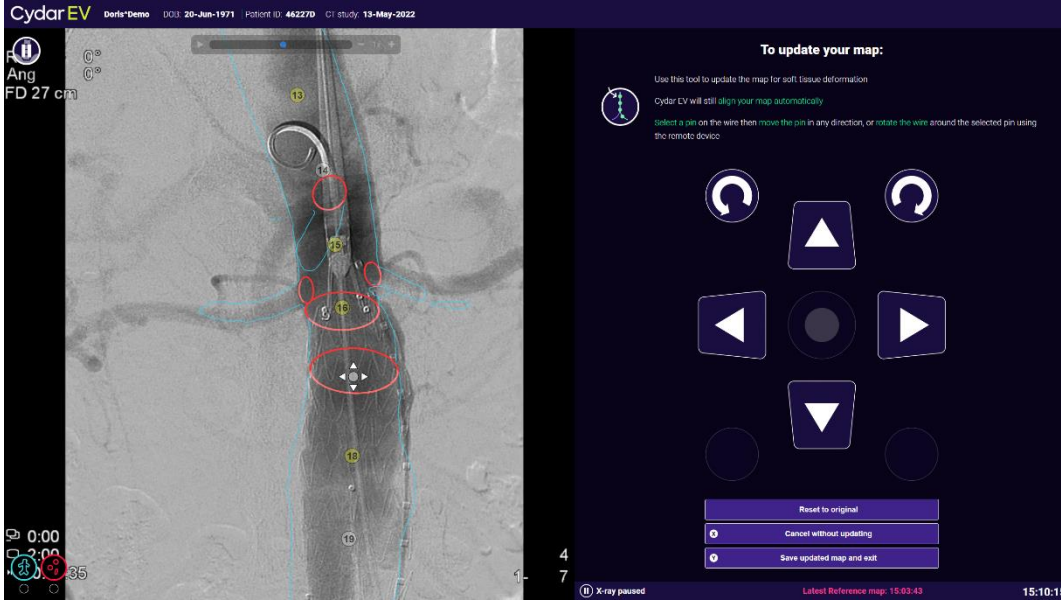 Cydar EV Doris*Demo DOB: 20-Jun-1971 Patient ID: 46227D CT study: 13-May-2022
0°
Ang 0°
FD 27 cm
13
14
15
16
18
19
0:00
2:00
35
4
1- 7
To update your map:
Use this tool to update the map for soft tissue deformation
Cydar EV will still align your map automatically
Select a pin on the wire then move the pin in any direction, or rotate the wire around the selected pin using
the remote device
Reset to original
X Cancel without updating
Y Save updated map and exit
X-ray paused Latest Reference map: 15:03:43 15:10:1